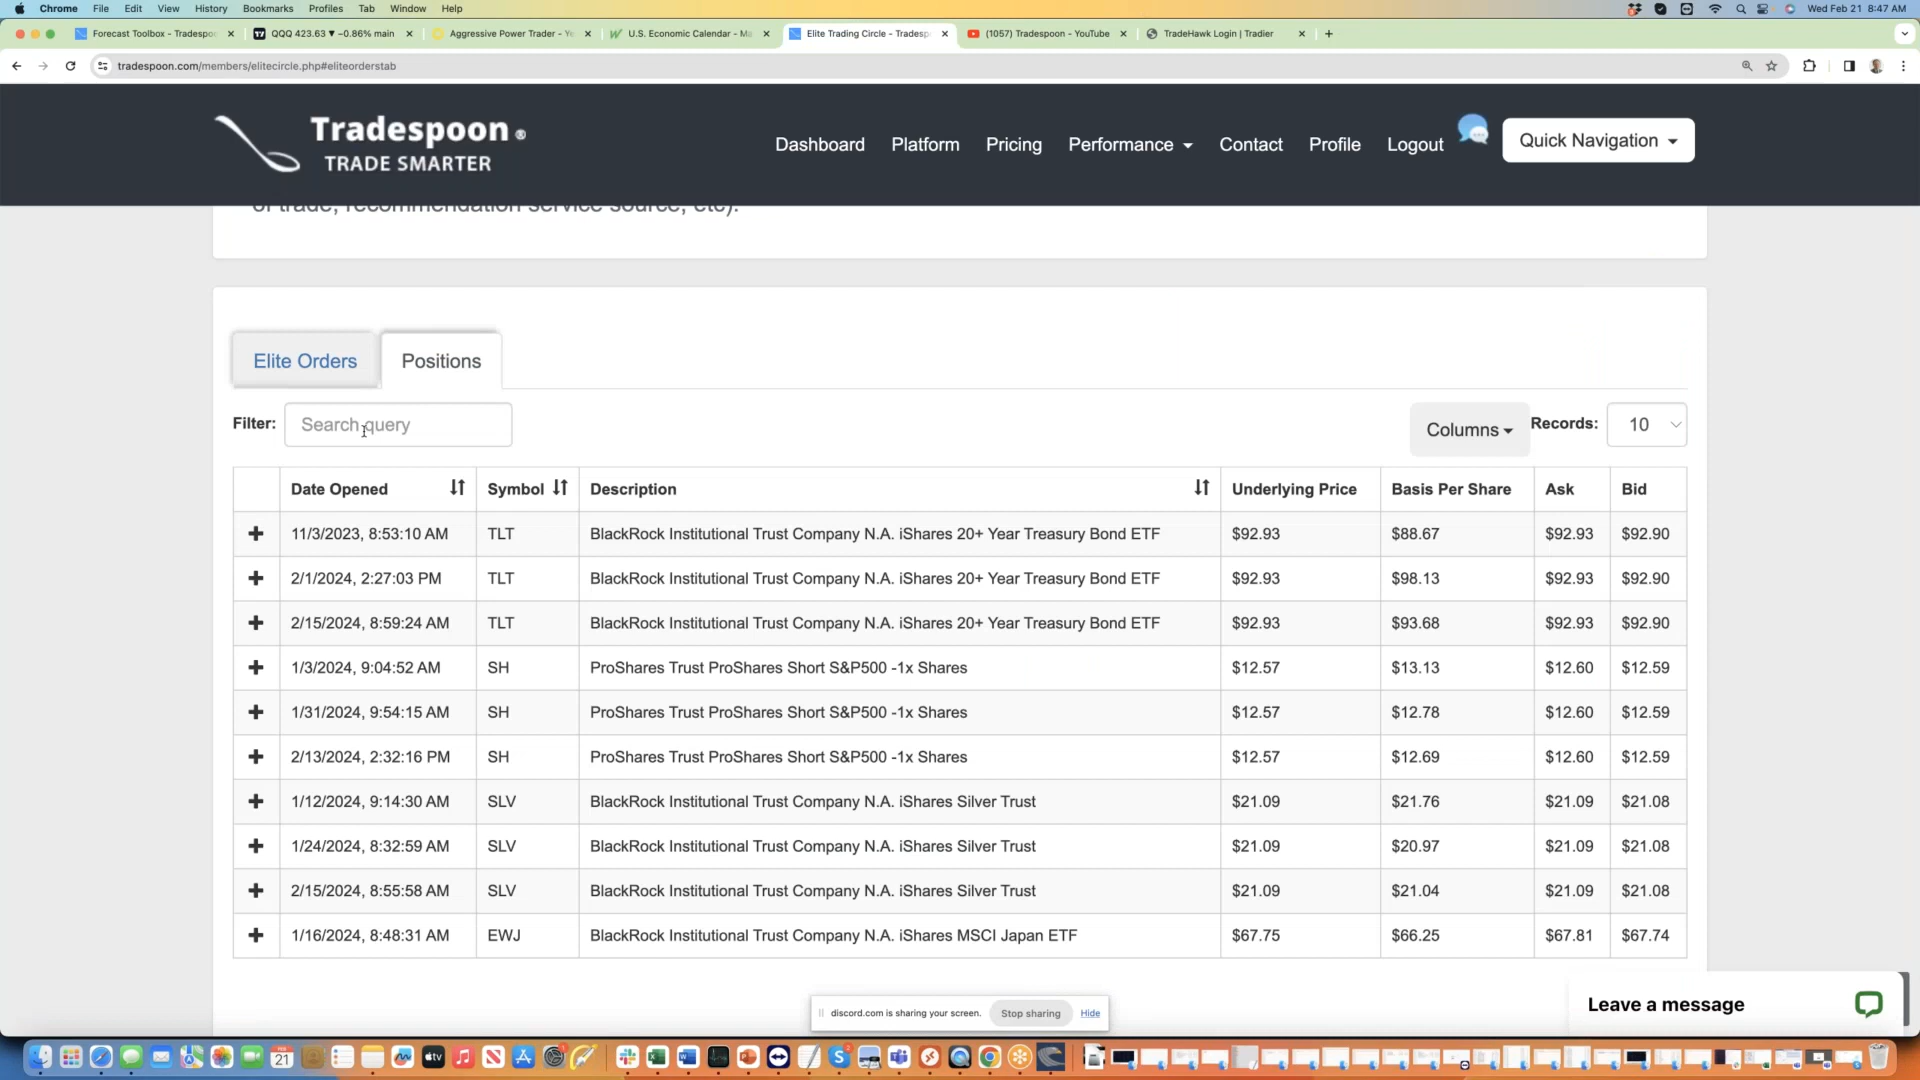 Chrome File Edit View History Bookmarks Profiles Tab Window Help Wed Feb 21 8:47 AM
Forecast Toolbox - Tradespoo QQQ 423.63 ▼ −0.86% main Aggressive Power Trader - Ye U.S. Economic Calendar - Ma Elite Trading Circle - Tradesp (1057) Tradespoon - YouTube TradeHawk Login | Tradier
tradespoon.com/members/elitecircle.php#eliteorderstab
Tradespoon ®
TRADE SMARTER
Dashboard Platform Pricing Performance Contact Profile Logout Quick Navigation
of trade, recommendation service source, etc).
Elite Orders Positions
Filter: Search query Columns Records: 10
Date Opened Symbol Description Underlying Price Basis Per Share Ask Bid
11/3/2023, 8:53:10 AM TLT BlackRock Institutional Trust Company N.A. iShares 20+ Year Treasury Bond ETF $92.93 $88.67 $92.93 $92.90
2/1/2024, 2:27:03 PM TLT BlackRock Institutional Trust Company N.A. iShares 20+ Year Treasury Bond ETF $92.93 $98.13 $92.93 $92.90
2/15/2024, 8:59:24 AM TLT BlackRock Institutional Trust Company N.A. iShares 20+ Year Treasury Bond ETF $92.93 $93.68 $92.93 $92.90
1/3/2024, 9:04:52 AM SH ProShares Trust ProShares Short S&P500 -1x Shares $12.57 $13.13 $12.60 $12.59
1/31/2024, 9:54:15 AM SH ProShares Trust ProShares Short S&P500 -1x Shares $12.57 $12.78 $12.60 $12.59
2/13/2024, 2:32:16 PM SH ProShares Trust ProShares Short S&P500 -1x Shares $12.57 $12.69 $12.60 $12.59
1/12/2024, 9:14:30 AM SLV BlackRock Institutional Trust Company N.A. iShares Silver Trust $21.09 $21.76 $21.09 $21.08
1/24/2024, 8:32:59 AM SLV BlackRock Institutional Trust Company N.A. iShares Silver Trust $21.09 $20.97 $21.09 $21.08
2/15/2024, 8:55:58 AM SLV BlackRock Institutional Trust Company N.A. iShares Silver Trust $21.09 $21.04 $21.09 $21.08
1/16/2024, 8:48:31 AM EWJ BlackRock Institutional Trust Company N.A. iShares MSCI Japan ETF $67.75 $66.25 $67.81 $67.74
Leave a message
discord.com is sharing your screen. Stop sharing Hide
21 tv